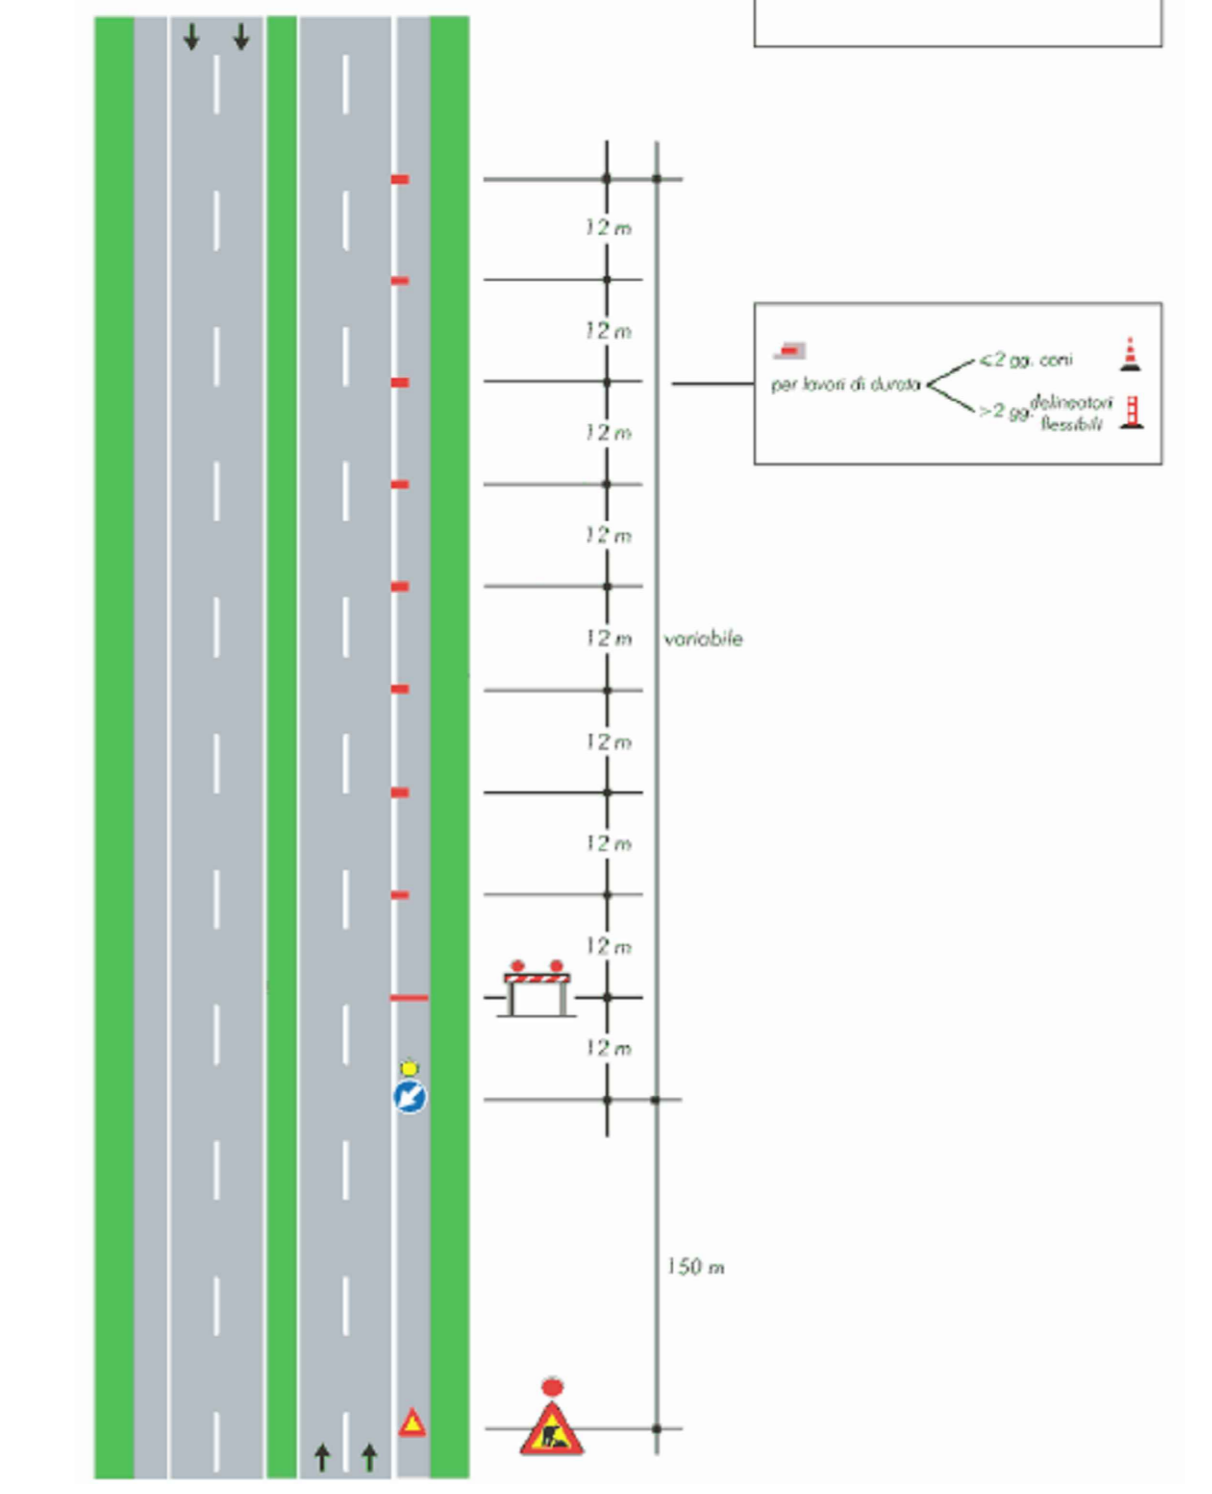 12 m
12 m
12 m
12 m
12 m
12 m
12 m
12 m
12 m
variabile
150 m
per lavori di durata
≤2 gg. coni
>2 gg. delineatori
flessibili